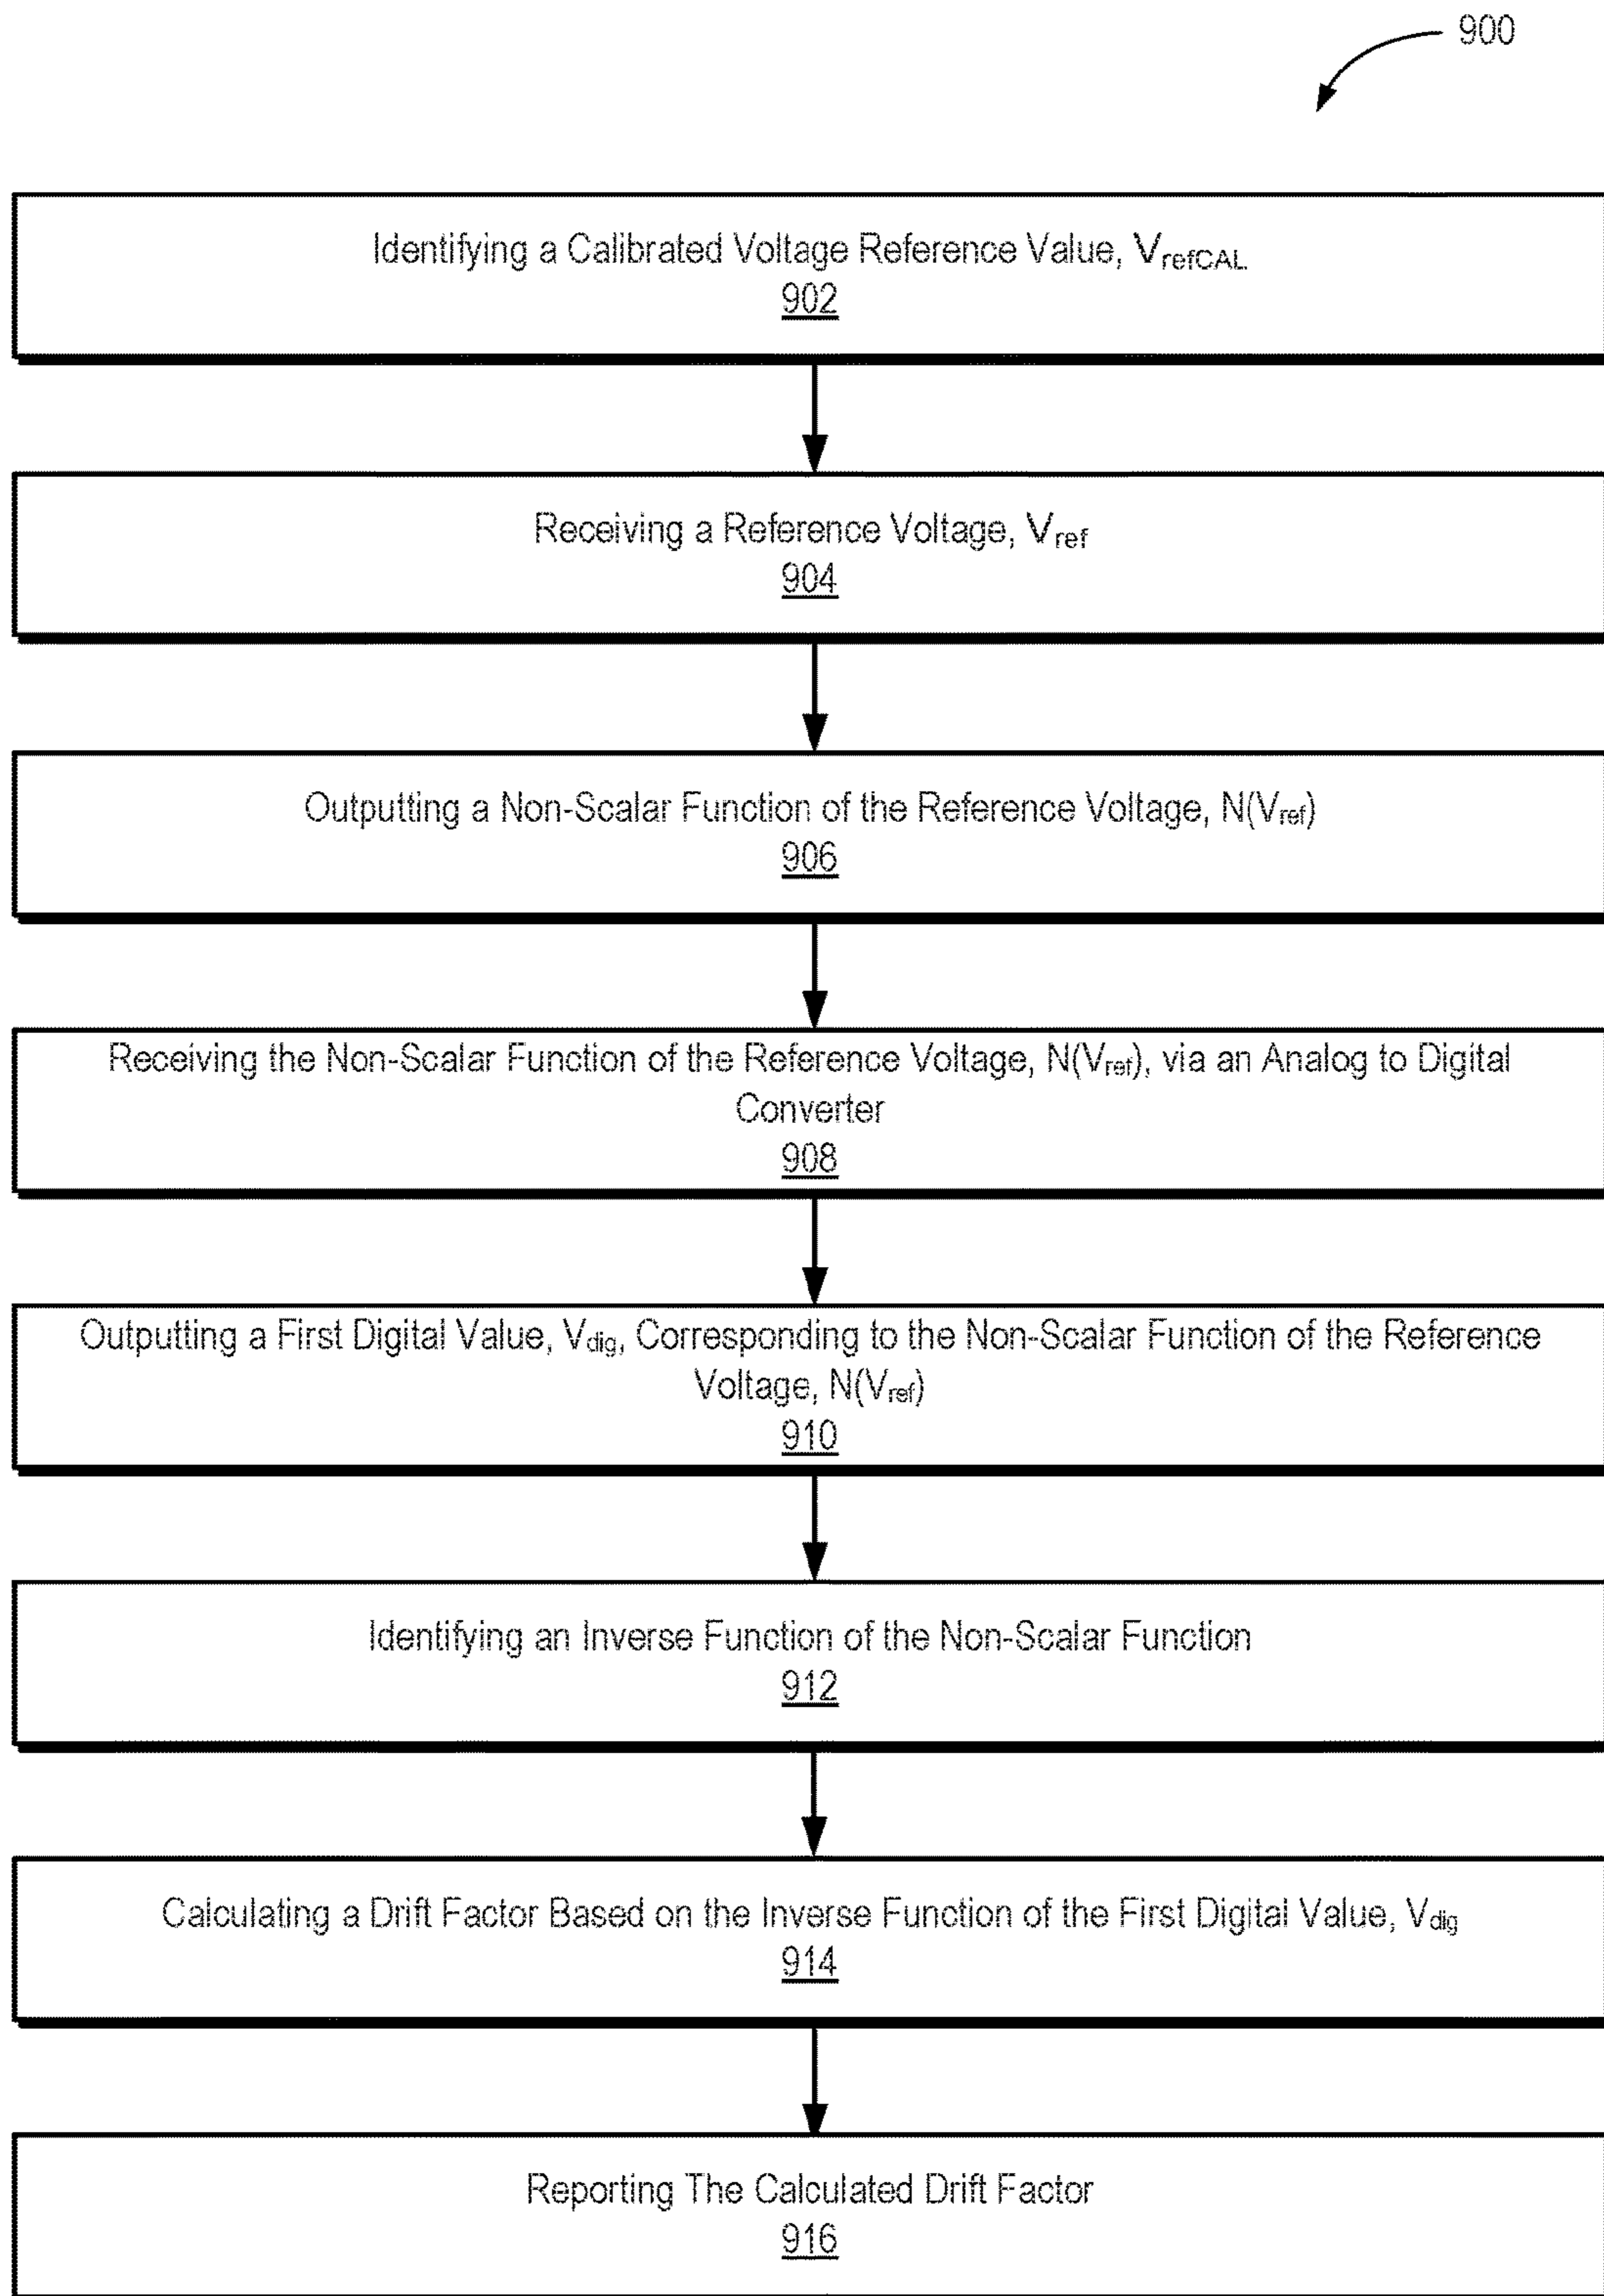 900
Identifying a Calibrated Voltage Reference Value, VrefCAL
902
Receiving a Reference Voltage, Vref
904
Outputting a Non-Scalar Function of the Reference Voltage, N(Vref)
906
Receiving the Non-Scalar Function of the Reference Voltage, N(Vref), via an Analog to Digital
Converter
908
Outputting a First Digital Value, Vdig, Corresponding to the Non-Scalar Function of the Reference
Voltage, N(Vref)
910
Identifying an Inverse Function of the Non-Scalar Function
912
Calculating a Drift Factor Based on the Inverse Function of the First Digital Value, Vdig
914
Reporting The Calculated Drift Factor
916